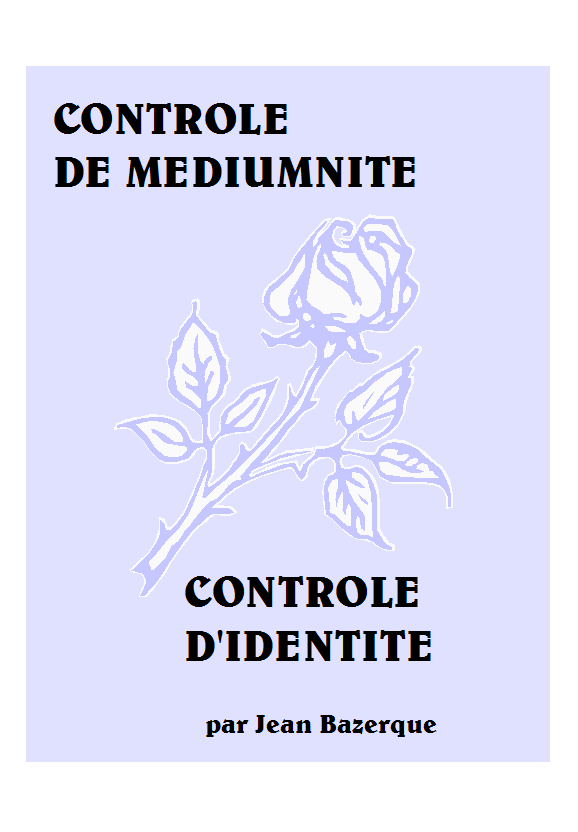 CONTROLE
DE MEDIUMNITE
CONTROLE
D'IDENTITE
par Jean Bazerque